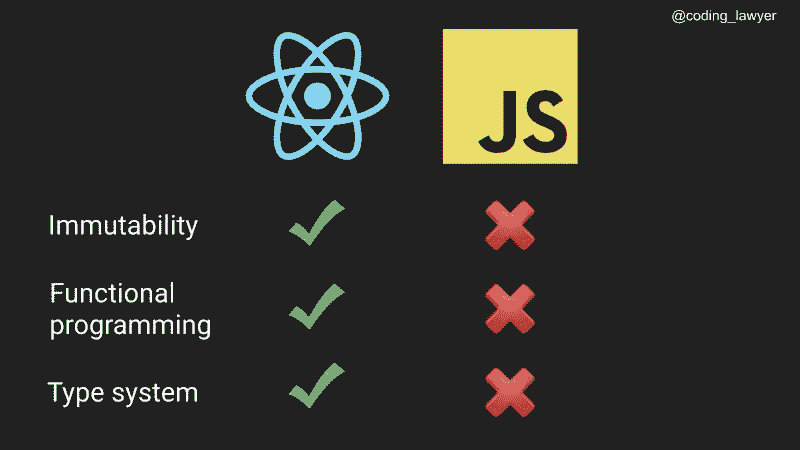 @coding_lawyer
JS
Immutability
Functional
programming
Type system